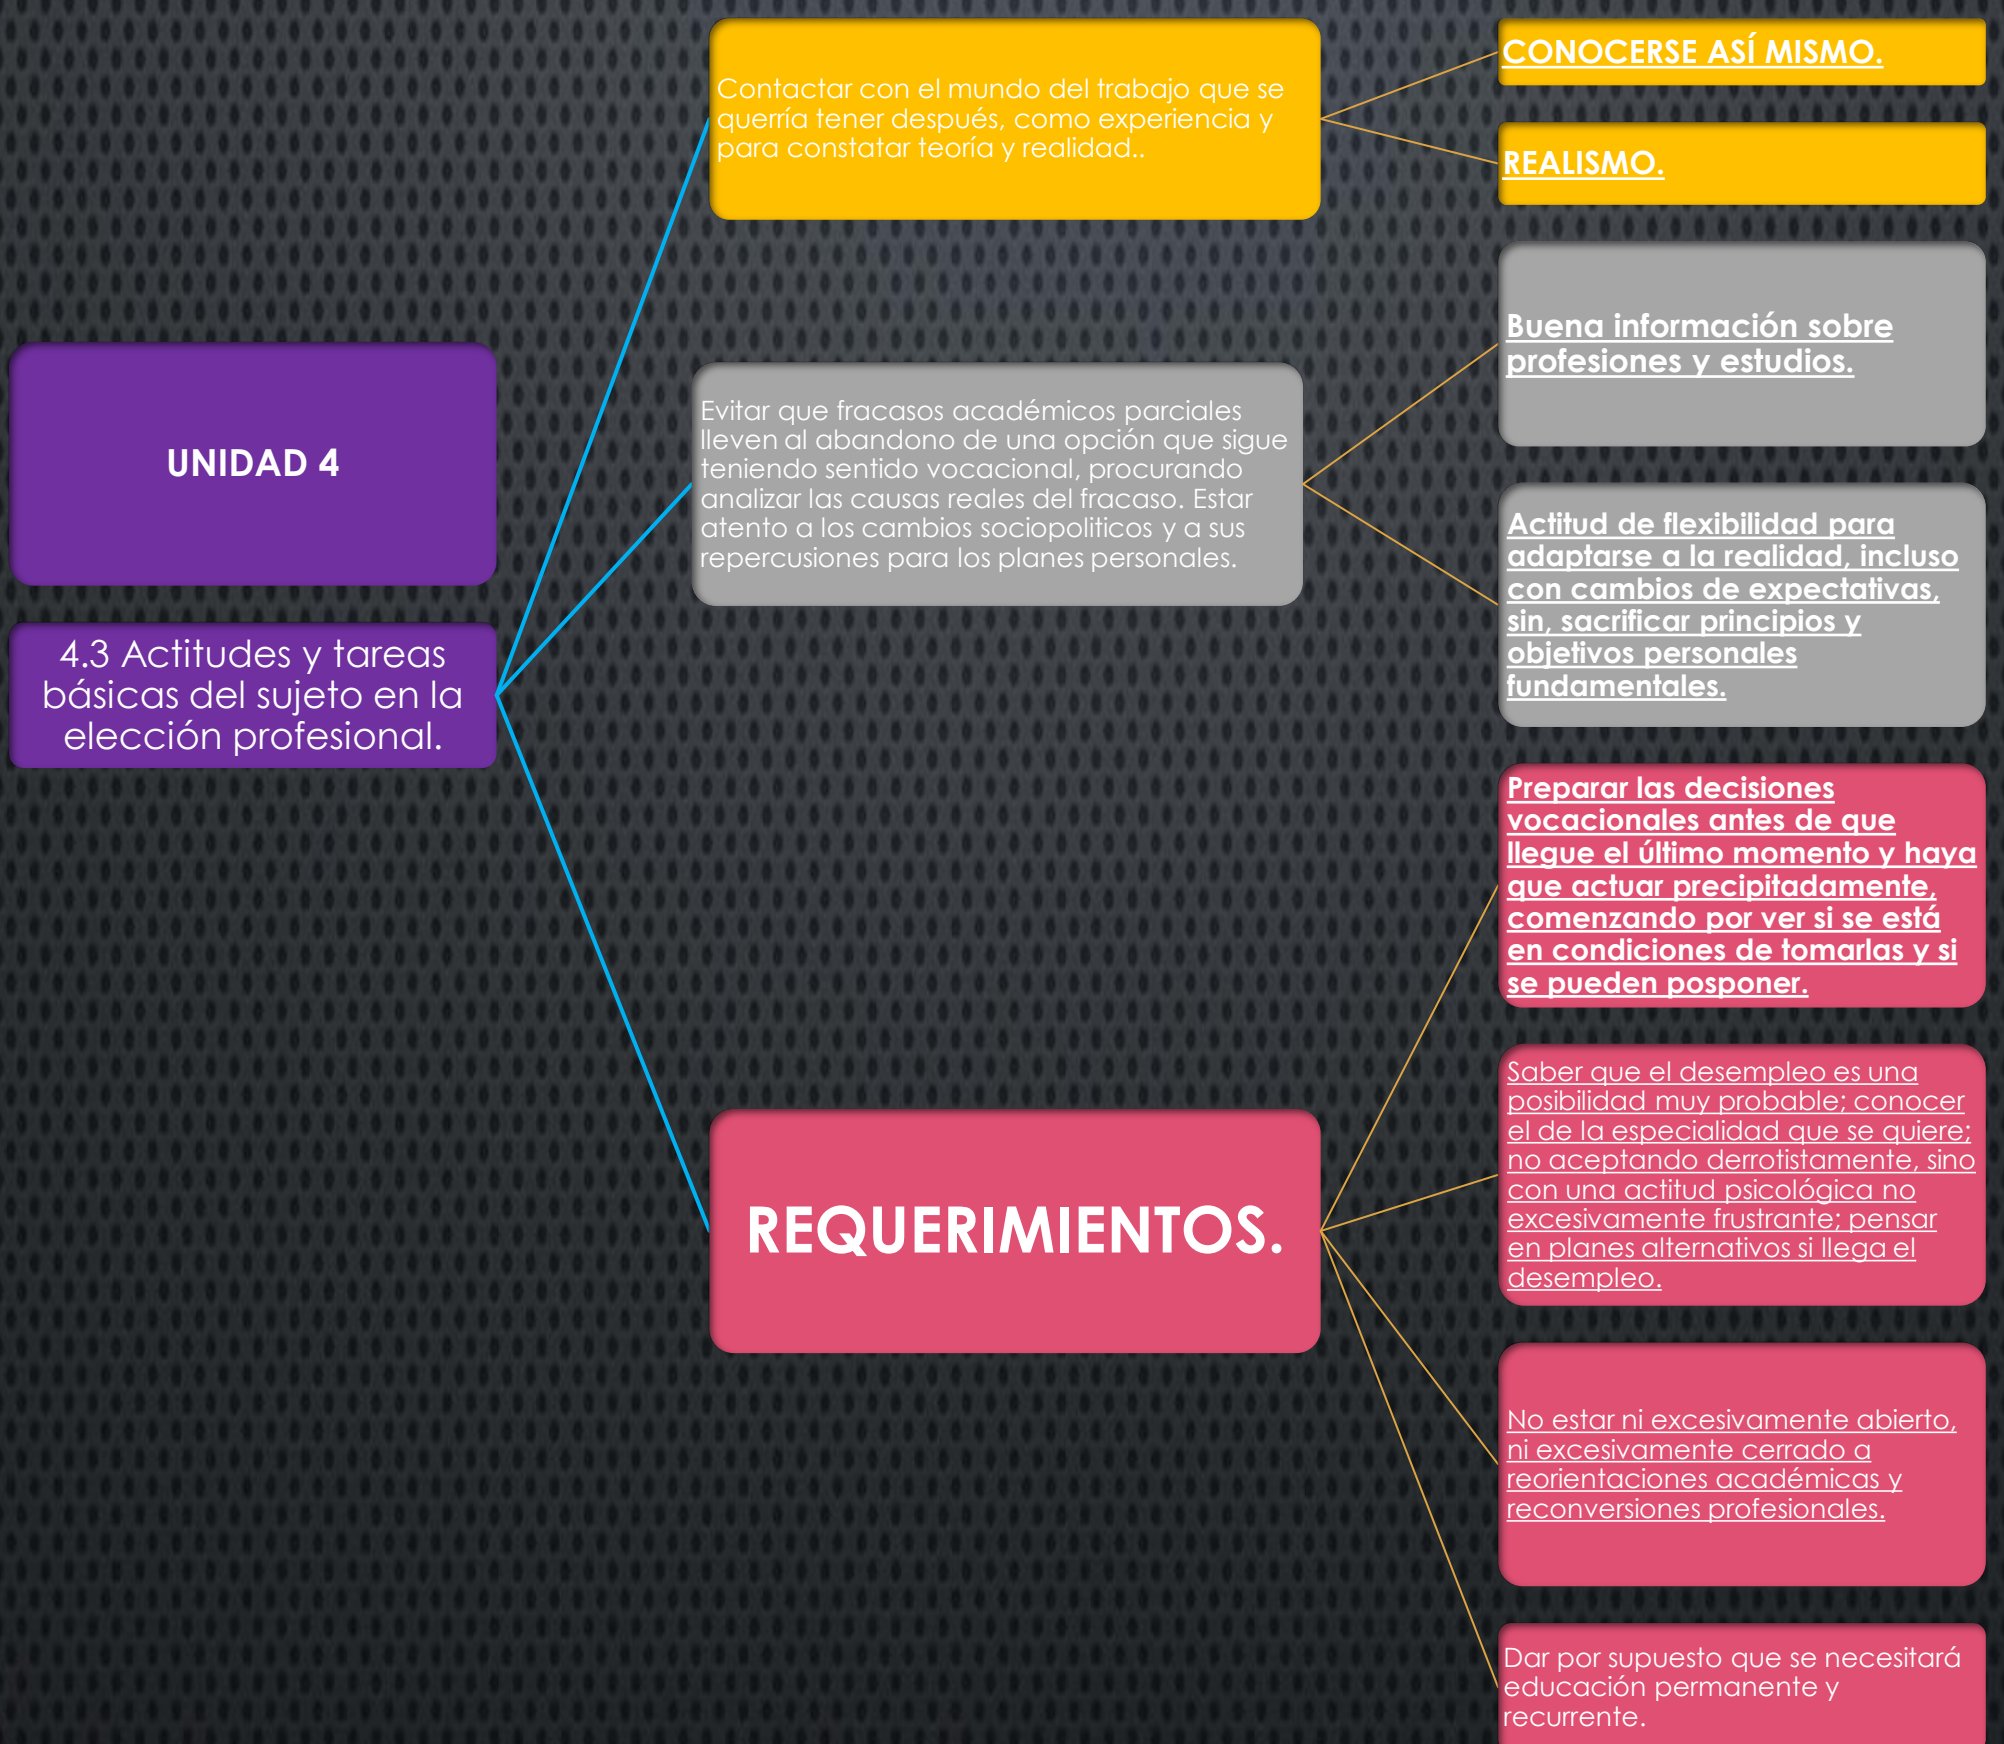 UNIDAD 4
4.3 Actitudes y tareas
básicas del sujeto en la
elección profesional.
Contactar con el mundo del trabajo que se
querría tener después, como experiencia y
para constatar teoría y realidad..
CONOCERSE ASÍ MISMO.
REALISMO.
Evitar que fracasos académicos parciales
lleven al abandono de una opción que sigue
teniendo sentido vocacional, procurando
analizar las causas reales del fracaso. Estar
atento a los cambios sociopoliticos y a sus
repercusiones para los planes personales.
Buena información sobre
profesiones y estudios.
Actitud de flexibilidad para
adaptarse a la realidad, incluso
con cambios de expectativas,
sin, sacrificar principios y
objetivos personales
fundamentales.
REQUERIMIENTOS.
Preparar las decisiones
vocacionales antes de que
llegue el último momento y haya
que actuar precipitadamente,
comenzando por ver si se está
en condiciones de tomarlas y si
se pueden posponer.
Saber que el desempleo es una
posibilidad muy probable; conocer
el de la especialidad que se quiere;
no aceptando derrotistamente, sino
con una actitud psicológica no
excesivamente frustrante; pensar
en planes alternativos si llega el
desempleo.
No estar ni excesivamente abierto,
ni excesivamente cerrado a
reorientaciones académicas y
reconversiones profesionales.
Dar por supuesto que se necesitará
educación permanente y
recurrente.